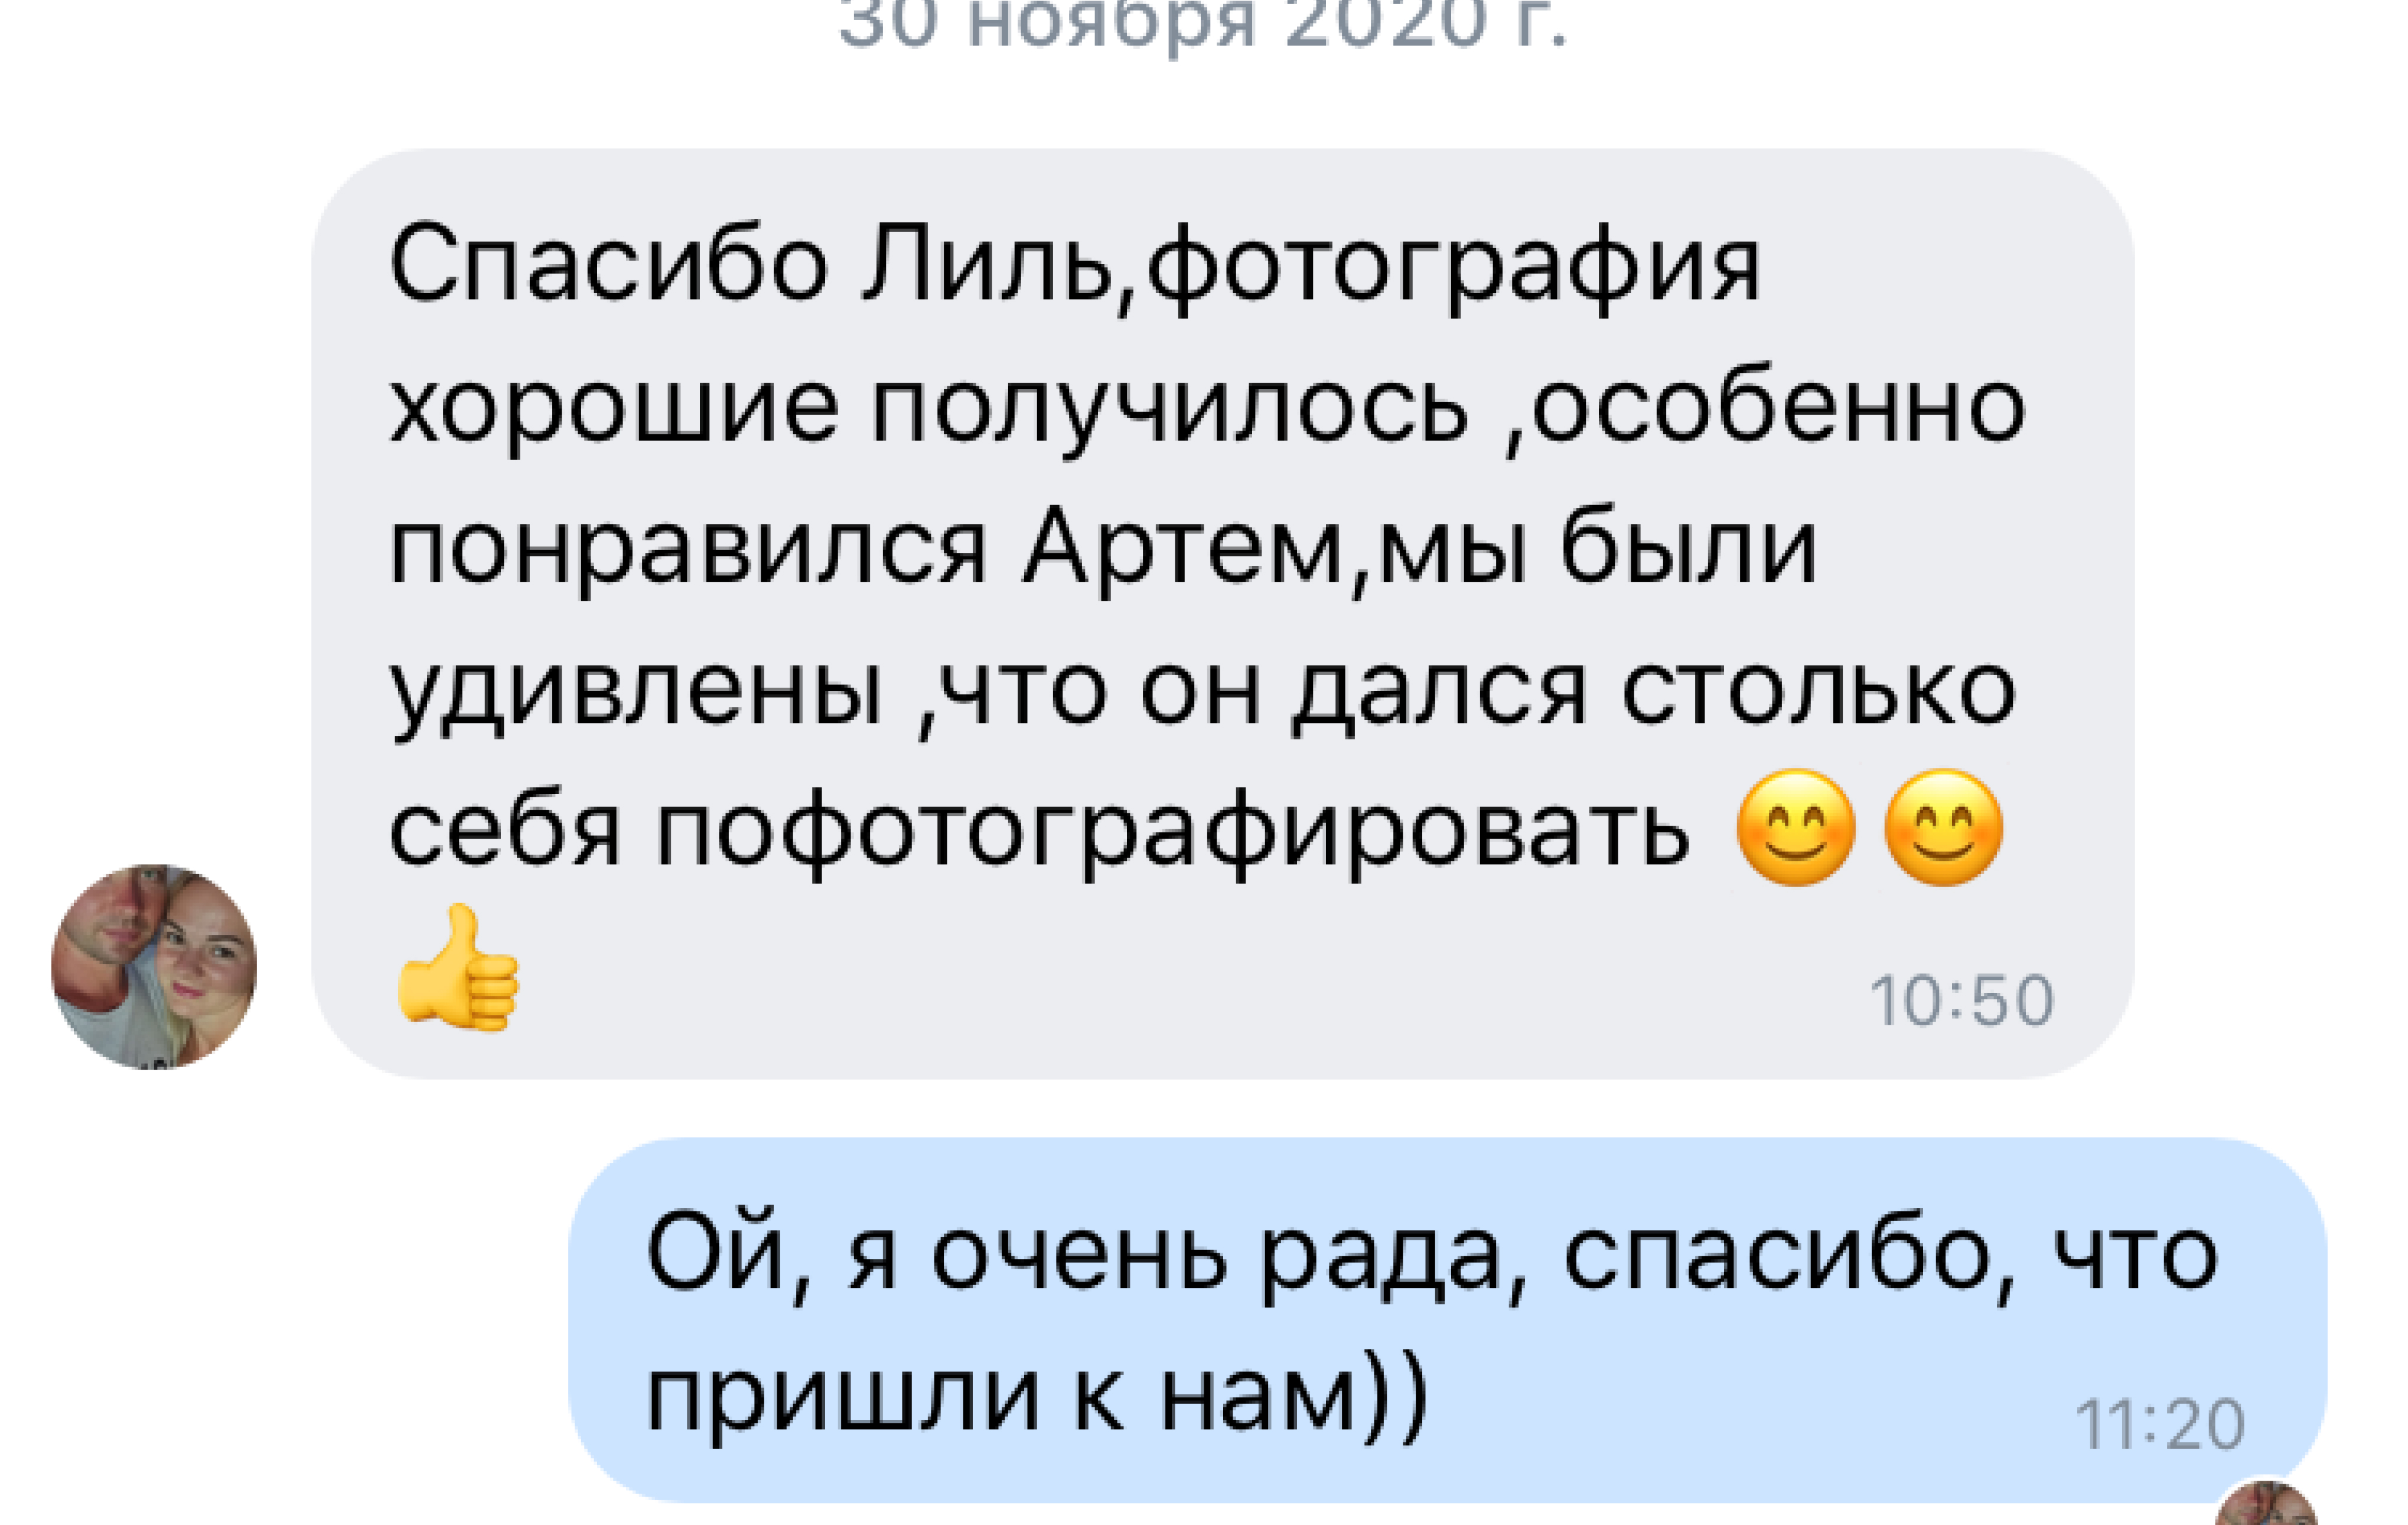 30 ноября 2020 г.
Спасибо Лиль,фотография
хорошие получилось ,особенно
понравился Артем,мы были
удивлены ,что он дался столько
себя пофотографировать 😊😊
👍
10:50
Ой, я очень рада, спасибо, что
пришли к нам))
11:20